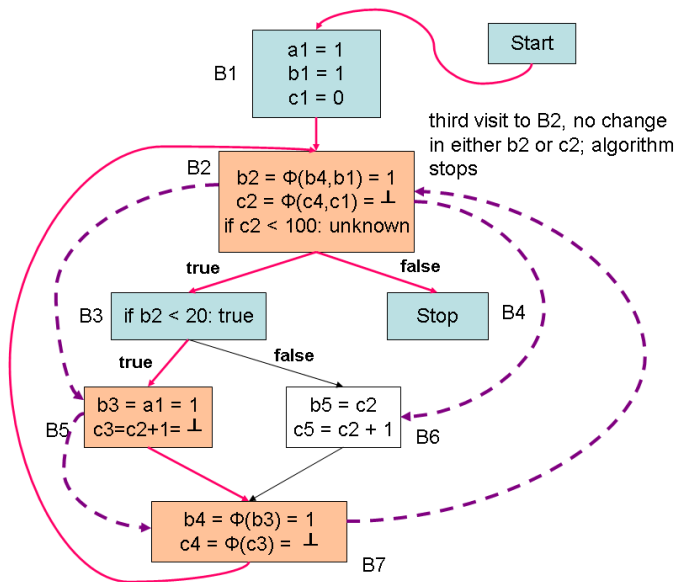 Start
a1 = 1
b1 = 1
c1 = 0
B1
third visit to B2, no change
in either b2 or c2; algorithm
stops
B2
b2 = Φ(b4,b1) = 1
c2 = Φ(c4,c1) = ⊥
if c2 < 100: unknown
true
false
B3
if b2 < 20: true
Stop
B4
true
false
b3 = a1 = 1
c3=c2+1= ⊥
B5
b5 = c2
c5 = c2 + 1
B6
b4 = Φ(b3) = 1
c4 = Φ(c3) = ⊥
B7